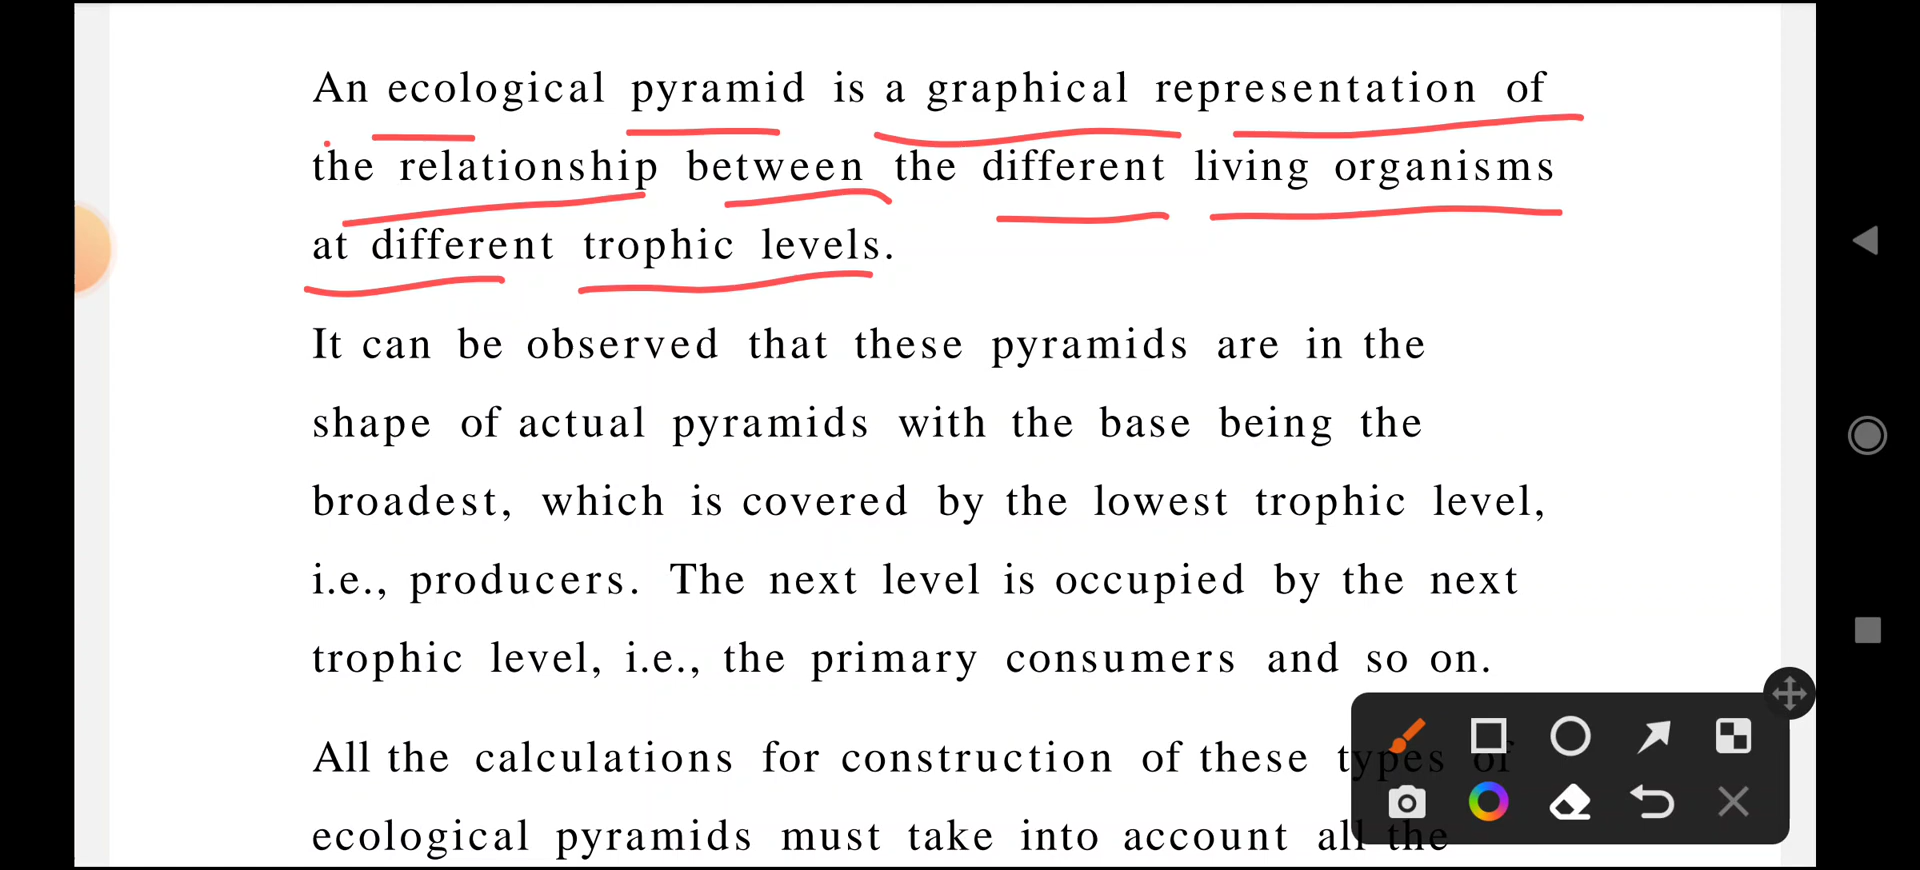 An ecological pyramid is a graphical representation of
the relationship between the different living organisms
at different trophic levels.
It can be observed that these pyramids are in the
shape of actual pyramids with the base being the
broadest, which is covered by the lowest trophic level,
i.e., producers. The next level is occupied by the next
trophic level, i.e., the primary consumers and so on.
All the calculations for construction of these types of
ecological pyramids must take into account all the